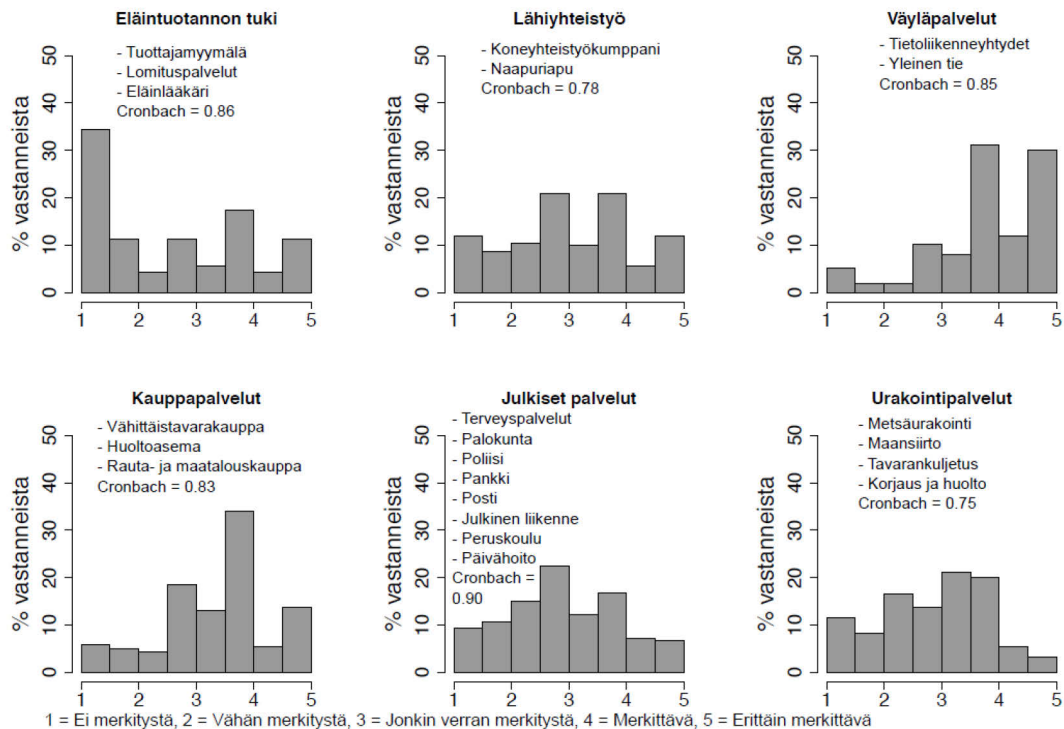 Eläintuotannon tuki
- Tuottajamyymälä
- Lomituspalvelut
- Eläinlääkäri
Cronbach = 0.86
% vastanneista
50
40
30
20
10
0
1 2 3 4 5
Lähiyhteistyö
- Koneyhteistyökumppani
- Naapuriapu
Cronbach = 0.78
% vastanneista
50
40
30
20
10
0
1 2 3 4 5
Väyläpalvelut
- Tietoliikenneyhtydet
- Yleinen tie
Cronbach = 0.85
% vastanneista
50
40
30
20
10
0
1 2 3 4 5
Kauppapalvelut
- Vähittäistavarakauppa
- Huoltoasema
- Rauta- ja maatalouskauppa
Cronbach = 0.83
% vastanneista
50
40
30
20
10
0
1 2 3 4 5
Julkiset palvelut
- Terveyspalvelut
- Palokunta
- Poliisi
- Pankki
- Posti
- Julkinen liikenne
- Peruskoulu
- Päivähoito
Cronbach =
0.90
% vastanneista
50
40
30
20
10
0
1 2 3 4 5
Urakointipalvelut
- Metsäurakointi
- Maansiirto
- Tavarankuljetus
- Korjaus ja huolto
Cronbach = 0.75
% vastanneista
50
40
30
20
10
0
1 2 3 4 5
1 = Ei merkitystä, 2 = Vähän merkitystä, 3 = Jonkin verran merkitystä, 4 = Merkittävä, 5 = Erittäin merkittävä